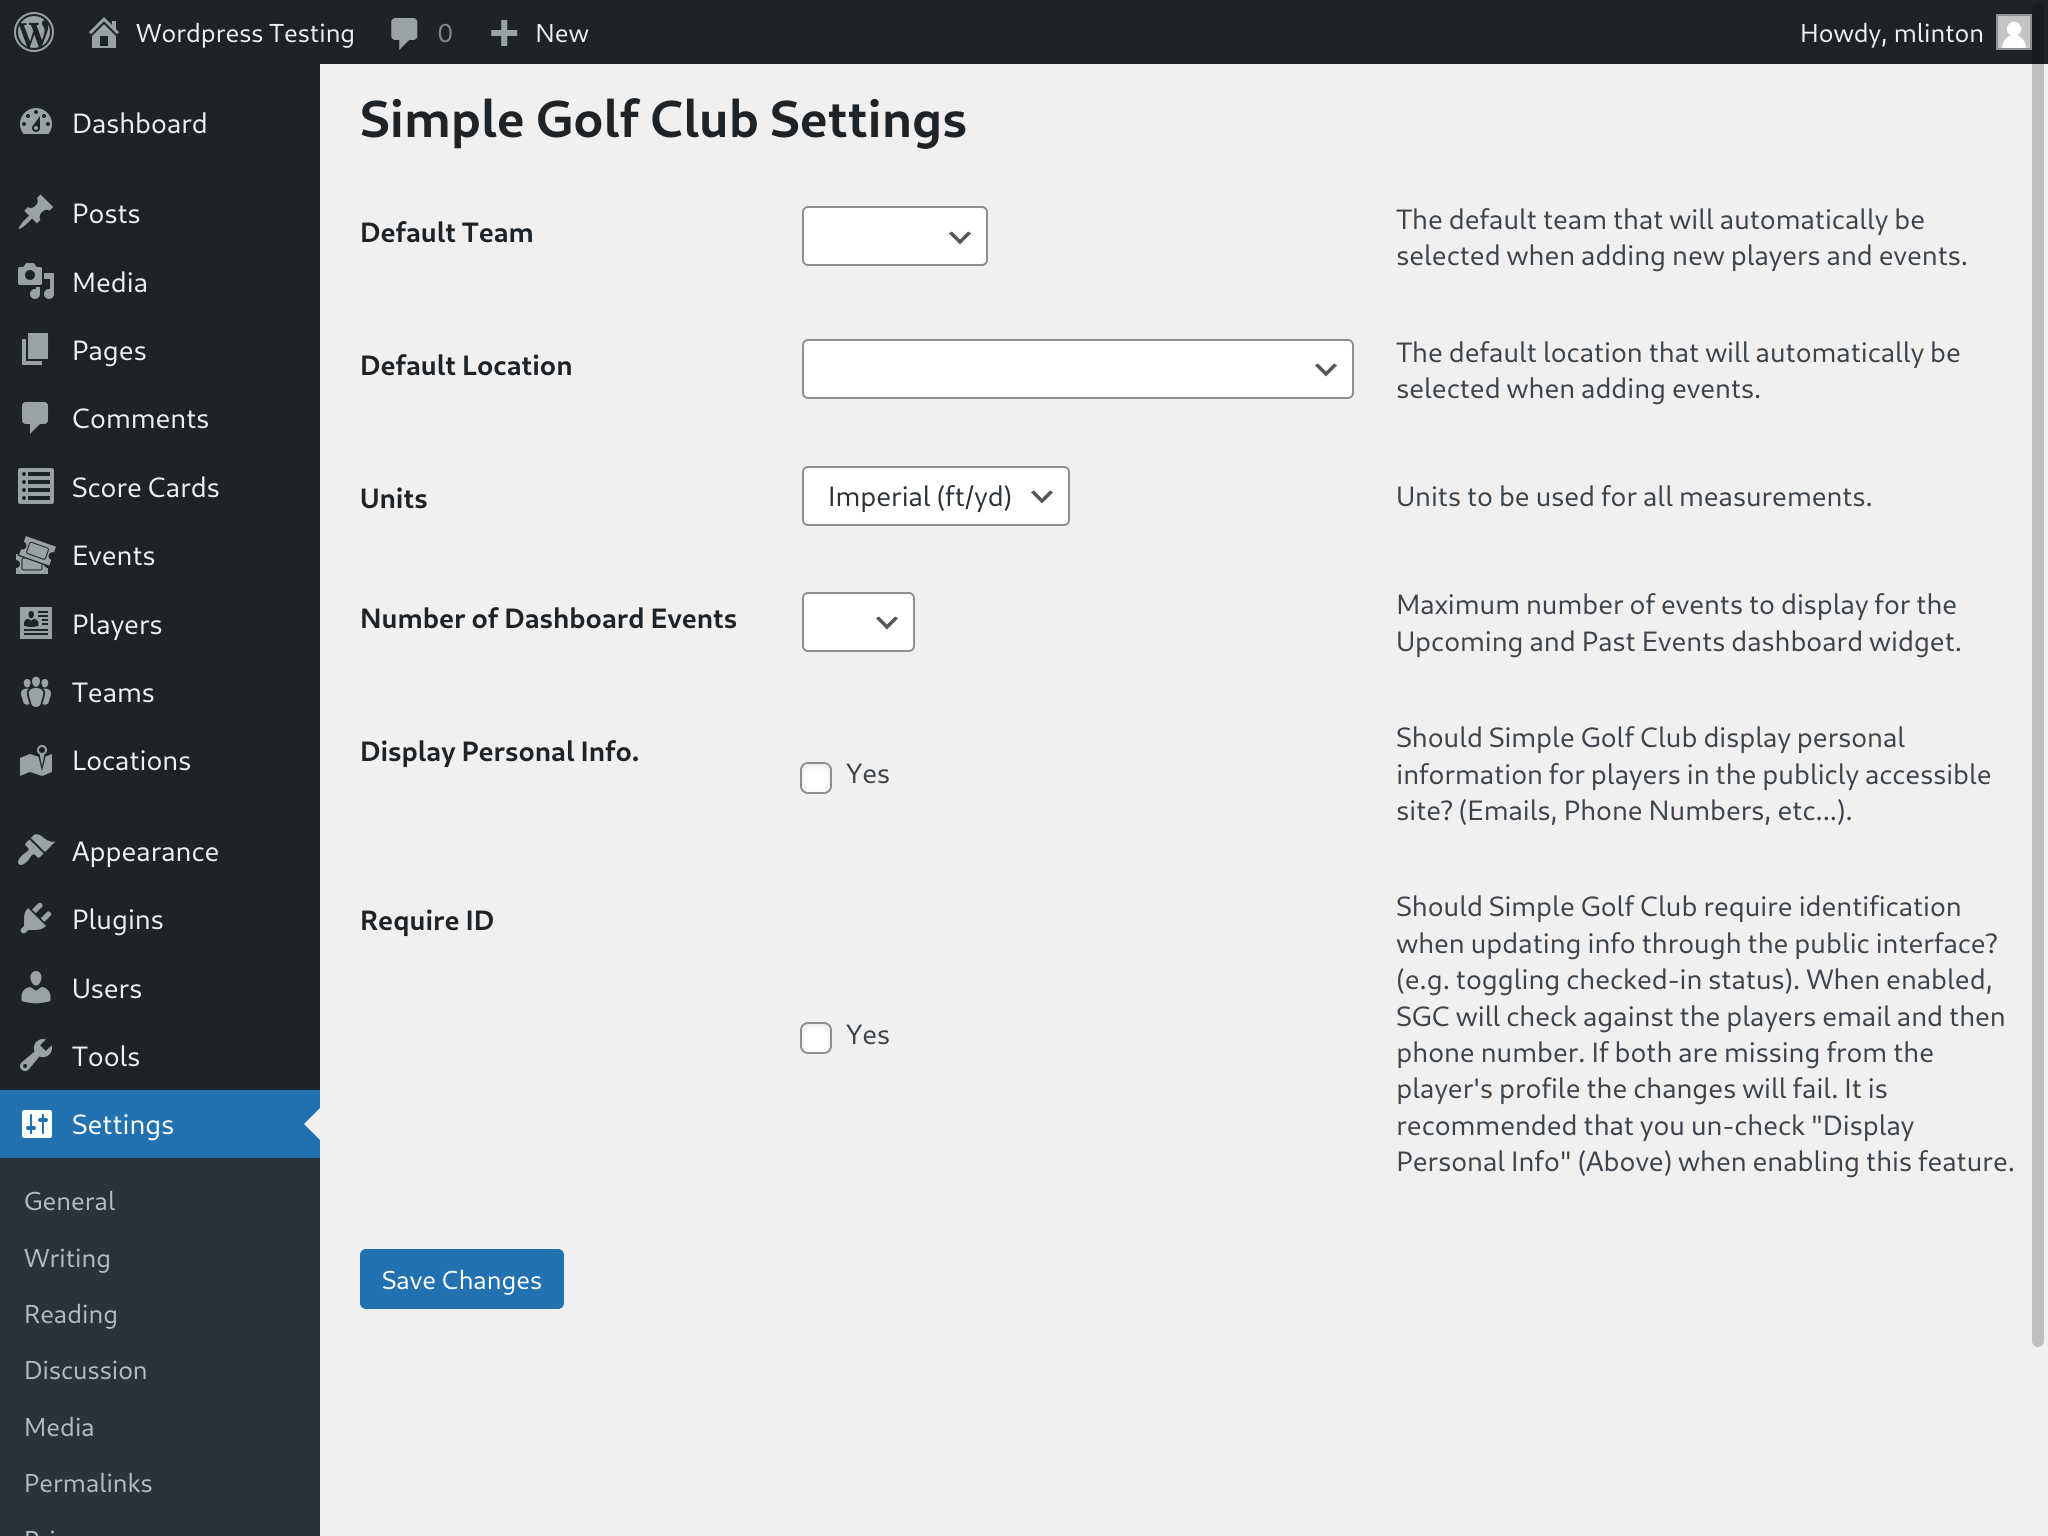 Wordpress Testing 0 New Howdy, mlinton
Dashboard
Posts
Media
Pages
Comments
Score Cards
Events
Players
Teams
Locations
Appearance
Plugins
Users
Tools
Settings
General
Writing
Reading
Discussion
Media
Permalinks
Simple Golf Club Settings
Default Team
The default team that will automatically be
selected when adding new players and events.
Default Location
The default location that will automatically be
selected when adding events.
Units
Imperial (ft/yd)
Units to be used for all measurements.
Number of Dashboard Events
Maximum number of events to display for the
Upcoming and Past Events dashboard widget.
Display Personal Info.
Yes
Should Simple Golf Club display personal
information for players in the publicly accessible
site? (Emails, Phone Numbers, etc...).
Require ID
Yes
Should Simple Golf Club require identification
when updating info through the public interface?
(e.g. toggling checked-in status). When enabled,
SGC will check against the players email and then
phone number. If both are missing from the
player's profile the changes will fail. It is
recommended that you un-check "Display
Personal Info" (Above) when enabling this feature.
Save Changes